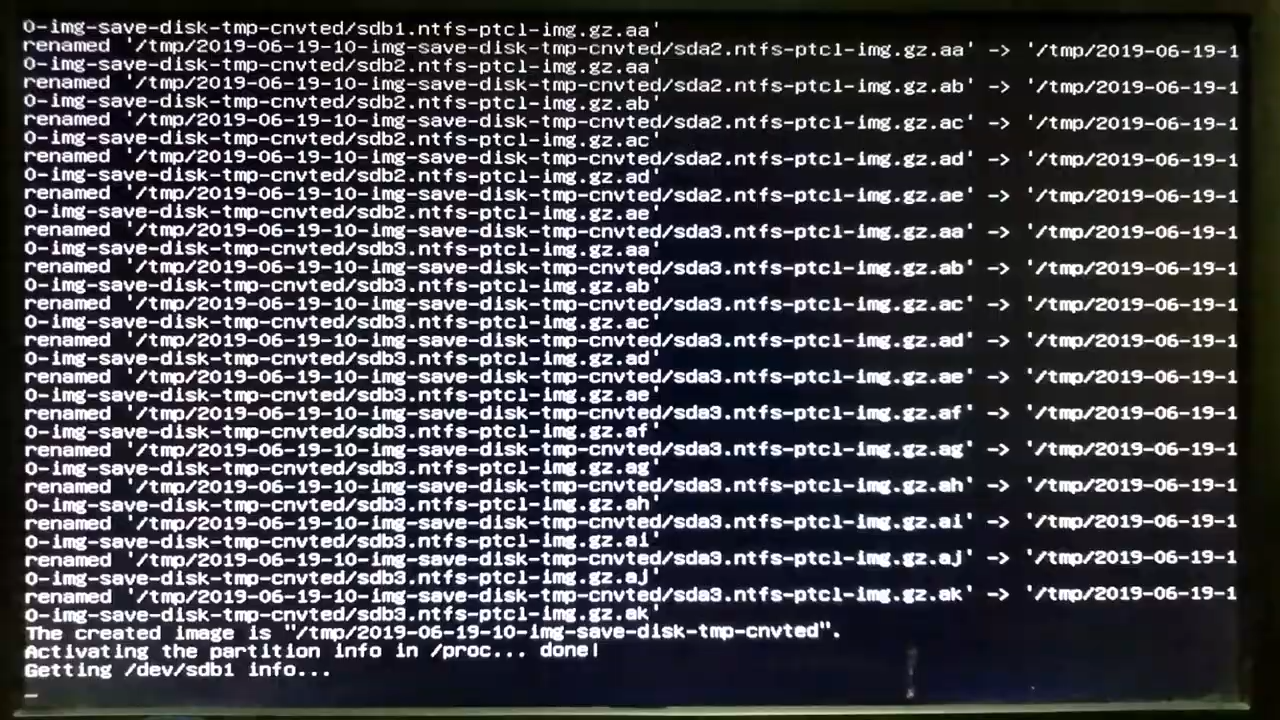 0-img-save-disk-tmp-cnvted/sdb1.ntfs-ptcl-img.gz.aa'
renamed '/tmp/2019-06-19-10-img-save-disk-tmp-cnvted/sda2.ntfs-ptcl-img.gz.aa' -> '/tmp/2019-06-19-1
0-img-save-disk-tmp-cnvted/sdb2.ntfs-ptcl-img.gz.aa'
renamed '/tmp/2019-06-19-10-img-save-disk-tmp-cnvted/sda2.ntfs-ptcl-img.gz.ab' -> '/tmp/2019-06-19-1
0-img-save-disk-tmp-cnvted/sdb2.ntfs-ptcl-img.gz.ab'
renamed '/tmp/2019-06-19-10-img-save-disk-tmp-cnvted/sda2.ntfs-ptcl-img.gz.ac' -> '/tmp/2019-06-19-1
0-img-save-disk-tmp-cnvted/sdb2.ntfs-ptcl-img.gz.ac'
renamed '/tmp/2019-06-19-10-img-save-disk-tmp-cnvted/sda2.ntfs-ptcl-img.gz.ad' -> '/tmp/2019-06-19-1
0-img-save-disk-tmp-cnvted/sdb2.ntfs-ptcl-img.gz.ad'
renamed '/tmp/2019-06-19-10-img-save-disk-tmp-cnvted/sda2.ntfs-ptcl-img.gz.ae' -> '/tmp/2019-06-19-1
0-img-save-disk-tmp-cnvted/sdb2.ntfs-ptcl-img.gz.ae'
renamed '/tmp/2019-06-19-10-img-save-disk-tmp-cnvted/sda3.ntfs-ptcl-img.gz.aa' -> '/tmp/2019-06-19-1
0-img-save-disk-tmp-cnvted/sdb3.ntfs-ptcl-img.gz.aa'
renamed '/tmp/2019-06-19-10-img-save-disk-tmp-cnvted/sda3.ntfs-ptcl-img.gz.ab' -> '/tmp/2019-06-19-1
0-img-save-disk-tmp-cnvted/sdb3.ntfs-ptcl-img.gz.ab'
renamed '/tmp/2019-06-19-10-img-save-disk-tmp-cnvted/sda3.ntfs-ptcl-img.gz.ac' -> '/tmp/2019-06-19-1
0-img-save-disk-tmp-cnvted/sdb3.ntfs-ptcl-img.gz.ac'
renamed '/tmp/2019-06-19-10-img-save-disk-tmp-cnvted/sda3.ntfs-ptcl-img.gz.ad' -> '/tmp/2019-06-19-1
0-img-save-disk-tmp-cnvted/sdb3.ntfs-ptcl-img.gz.ad'
renamed '/tmp/2019-06-19-10-img-save-disk-tmp-cnvted/sda3.ntfs-ptcl-img.gz.ae' -> '/tmp/2019-06-19-1
0-img-save-disk-tmp-cnvted/sdb3.ntfs-ptcl-img.gz.ae'
renamed '/tmp/2019-06-19-10-img-save-disk-tmp-cnvted/sda3.ntfs-ptcl-img.gz.af' -> '/tmp/2019-06-19-1
0-img-save-disk-tmp-cnvted/sdb3.ntfs-ptcl-img.gz.af'
renamed '/tmp/2019-06-19-10-img-save-disk-tmp-cnvted/sda3.ntfs-ptcl-img.gz.ag' -> '/tmp/2019-06-19-1
0-img-save-disk-tmp-cnvted/sdb3.ntfs-ptcl-img.gz.ag'
renamed '/tmp/2019-06-19-10-img-save-disk-tmp-cnvted/sda3.ntfs-ptcl-img.gz.ah' -> '/tmp/2019-06-19-1
0-img-save-disk-tmp-cnvted/sdb3.ntfs-ptcl-img.gz.ah'
renamed '/tmp/2019-06-19-10-img-save-disk-tmp-cnvted/sda3.ntfs-ptcl-img.gz.ai' -> '/tmp/2019-06-19-1
0-img-save-disk-tmp-cnvted/sdb3.ntfs-ptcl-img.gz.ai'
renamed '/tmp/2019-06-19-10-img-save-disk-tmp-cnvted/sda3.ntfs-ptcl-img.gz.aj' -> '/tmp/2019-06-19-1
0-img-save-disk-tmp-cnvted/sdb3.ntfs-ptcl-img.gz.aj'
renamed '/tmp/2019-06-19-10-img-save-disk-tmp-cnvted/sda3.ntfs-ptcl-img.gz.ak' -> '/tmp/2019-06-19-1
0-img-save-disk-tmp-cnvted/sdb3.ntfs-ptcl-img.gz.ak'
The created image is "/tmp/2019-06-19-10-img-save-disk-tmp-cnvted".
Activating the partition info in /proc... done!
Getting /dev/sdb1 info...